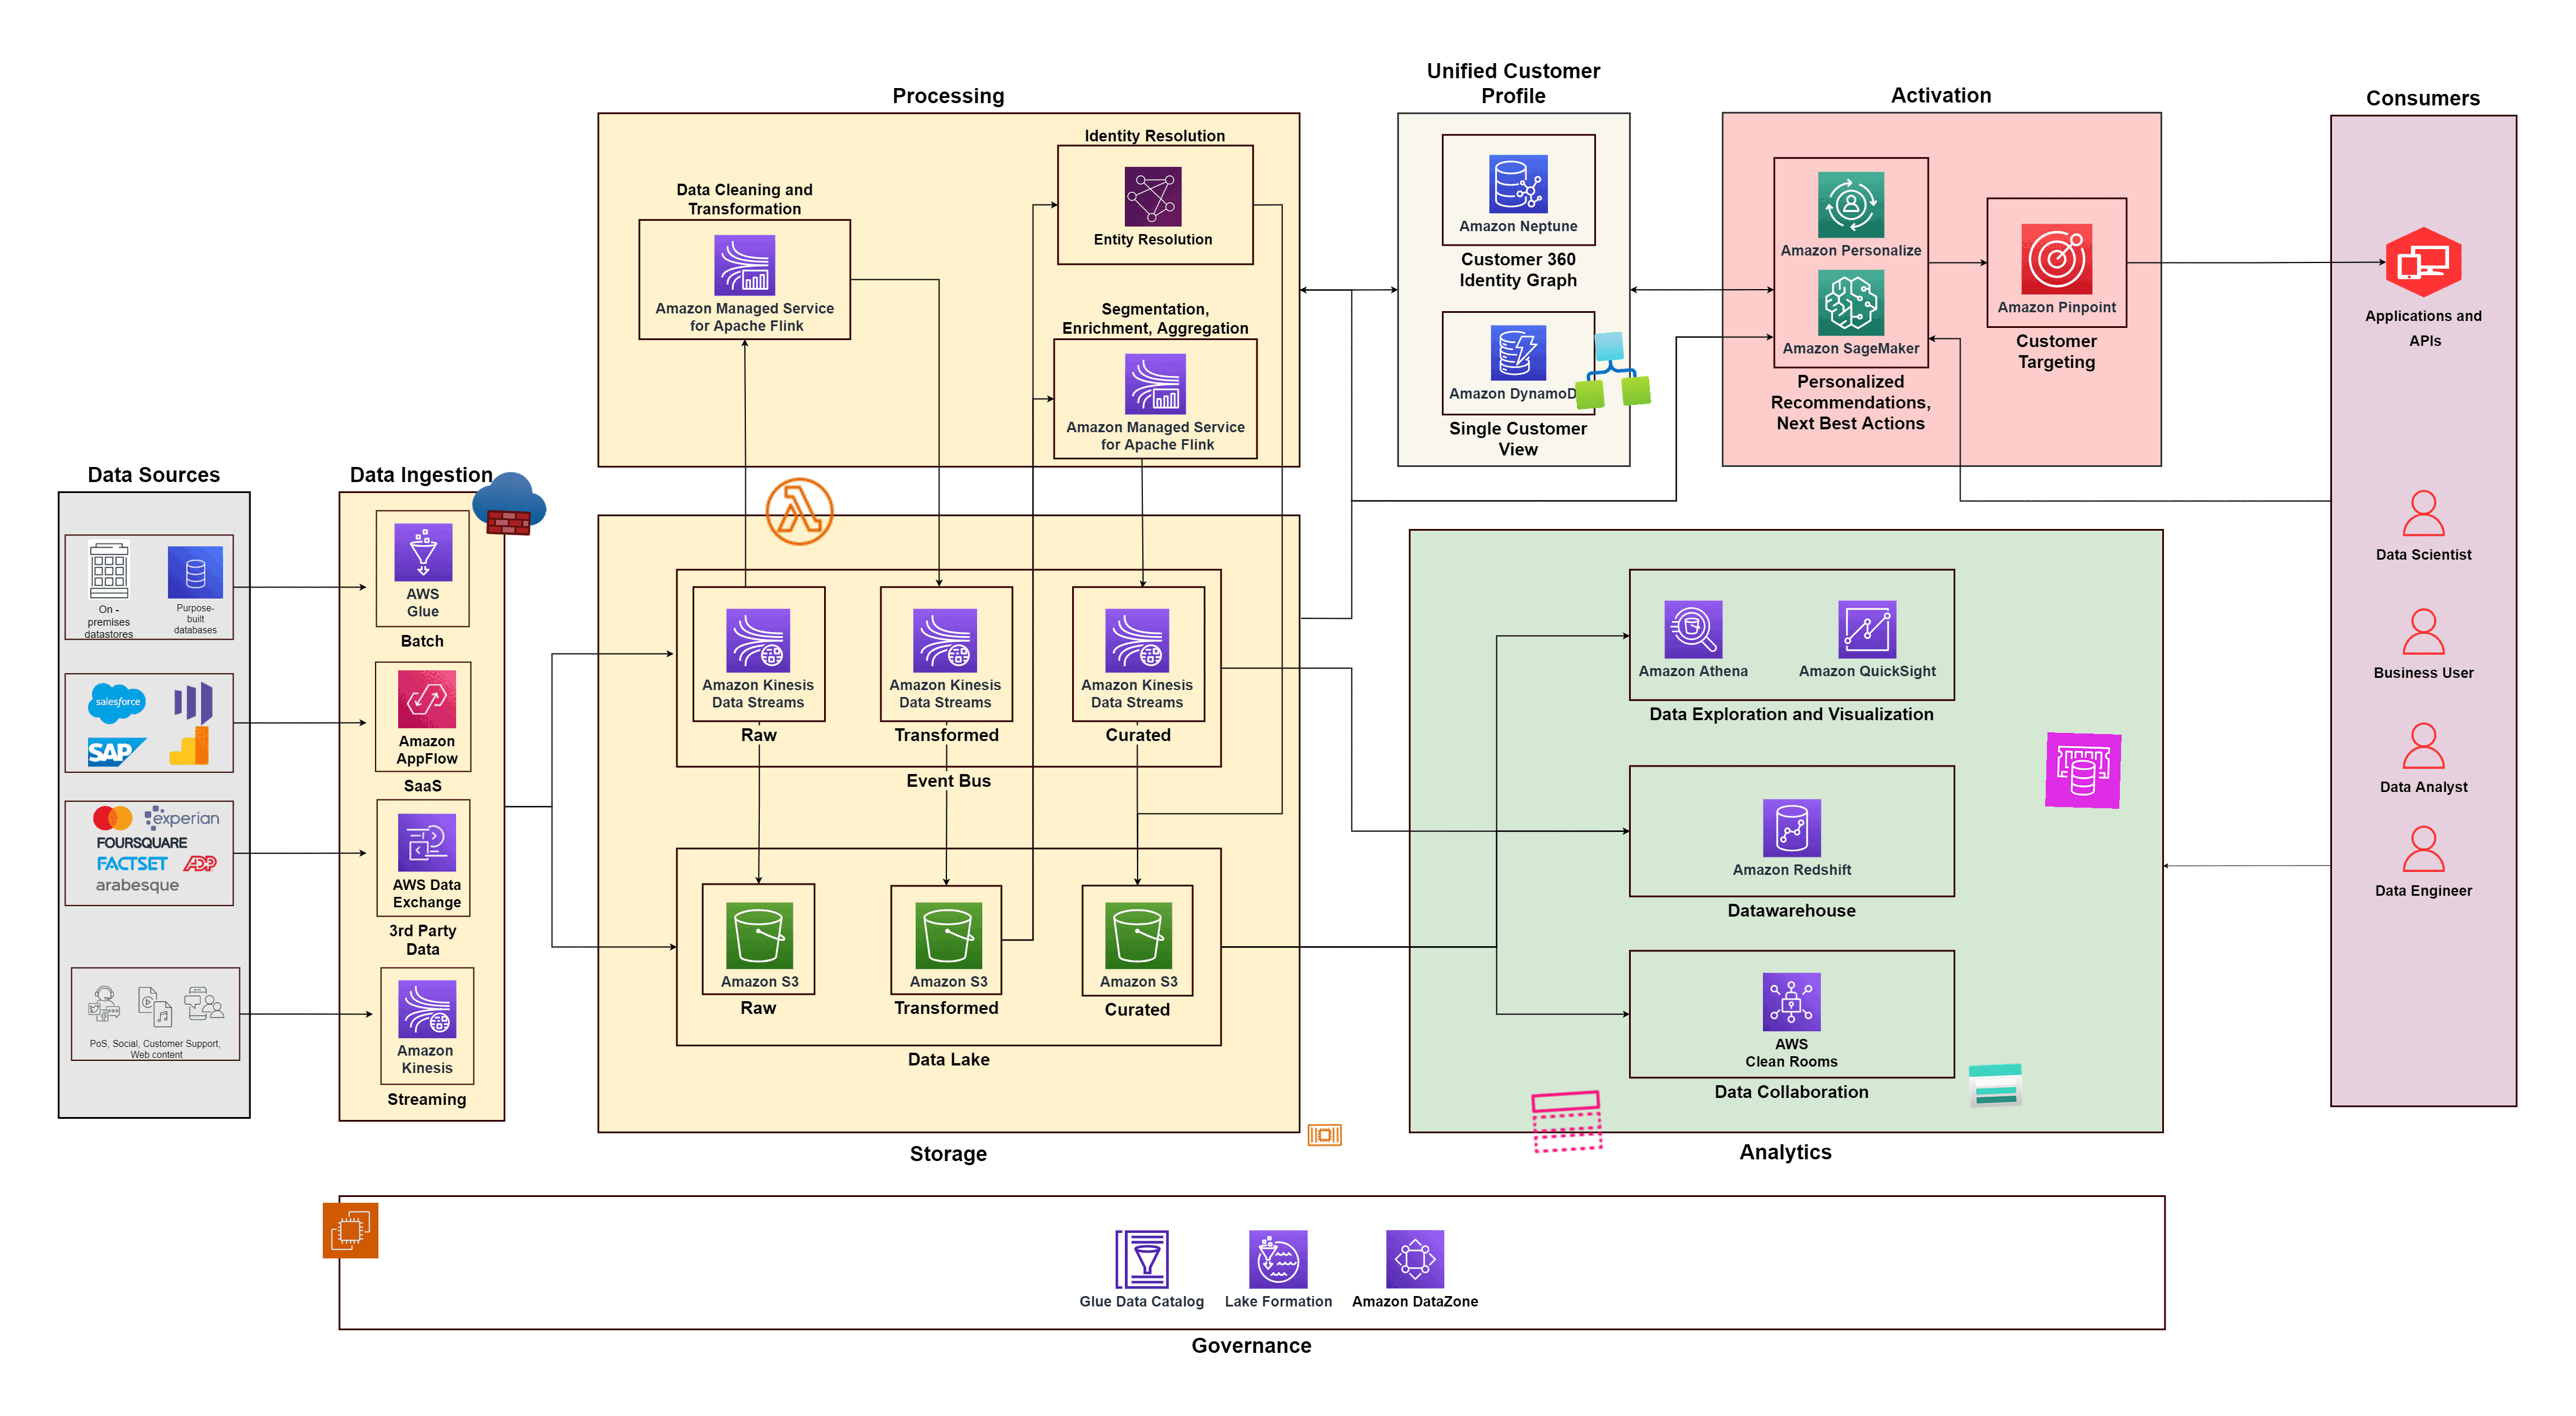 Data Sources
On -
premises
datastores
Purpose-
built
databases
salesforce
SAP
experian
FOURSQUARE
FACTSET
ADP
arabesque
PoS, Social, Customer Support,
Web content
Data Ingestion
AWS
Glue
Batch
Amazon
AppFlow
SaaS
AWS Data
Exchange
3rd Party
Data
Amazon
Kinesis
Streaming
Processing
Data Cleaning and
Transformation
Amazon Managed Service
for Apache Flink
Identity Resolution
Entity Resolution
Segmentation,
Enrichment, Aggregation
Amazon Managed Service
for Apache Flink
Amazon Kinesis
Data Streams
Raw
Amazon Kinesis
Data Streams
Transformed
Amazon Kinesis
Data Streams
Curated
Event Bus
Amazon S3
Raw
Amazon S3
Transformed
Amazon S3
Curated
Data Lake
Storage
Unified Customer
Profile
Amazon Neptune
Customer 360
Identity Graph
Amazon DynamoD
Single Customer
View
Activation
Amazon Personalize
Amazon SageMaker
Personalized
Recommendations,
Next Best Actions
Amazon Pinpoint
Customer
Targeting
Amazon Athena
Amazon QuickSight
Data Exploration and Visualization
Amazon Redshift
Datawarehouse
AWS
Clean Rooms
Data Collaboration
Analytics
Consumers
Applications and
APIs
Data Scientist
Business User
Data Analyst
Data Engineer
Glue Data Catalog
Lake Formation
Amazon DataZone
Governance